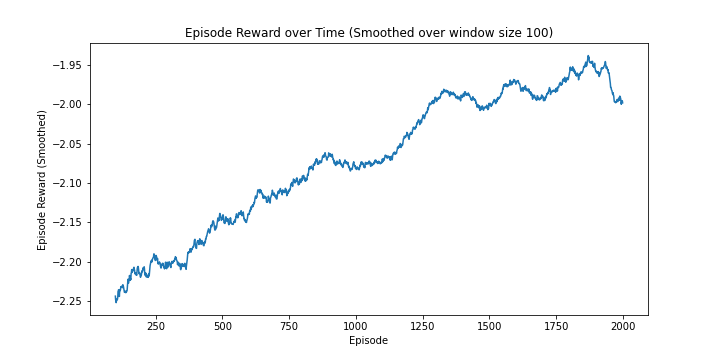 Episode Reward over Time (Smoothed over window size 100)
Episode Reward (Smoothed)
−1.95
−2.00
−2.05
−2.10
−2.15
−2.20
−2.25
250 500 750 1000 1250 1500 1750 2000
Episode